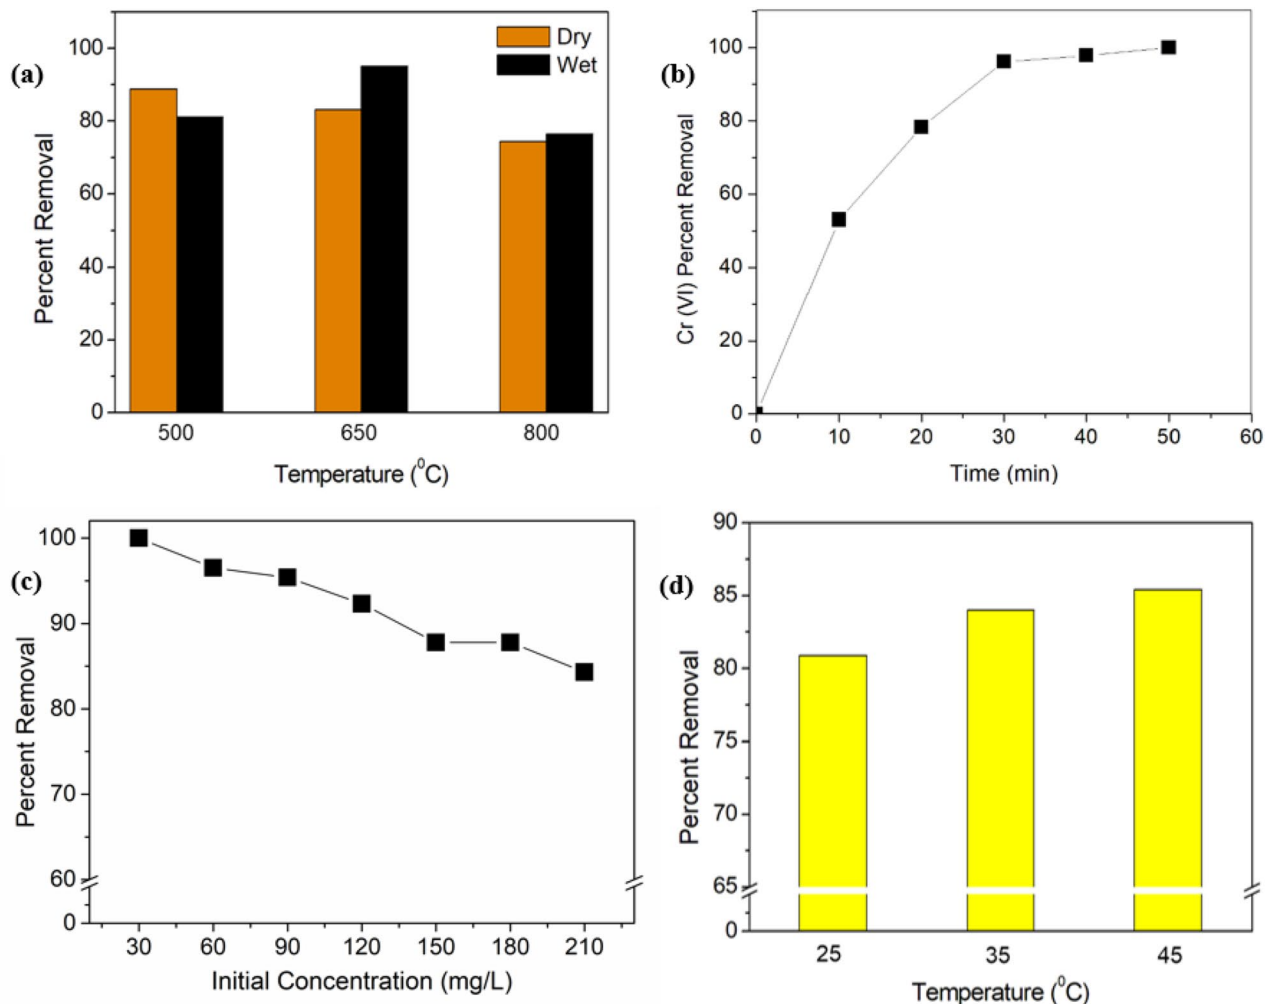 (a)
Dry
Wet
Percent Removal
100
80
60
40
20
0
500 650 800
Temperature (⁰C)
(b)
Cr (VI) Percent Removal
100
80
60
40
20
0
0 10 20 30 40 50 60
Time (min)
(c)
Percent Removal
100
90
80
70
60
0
30 60 90 120 150 180 210
Initial Concentration (mg/L)
(d)
Percent Removal
90
85
80
75
70
65
0
25 35 45
Temperature (⁰C)